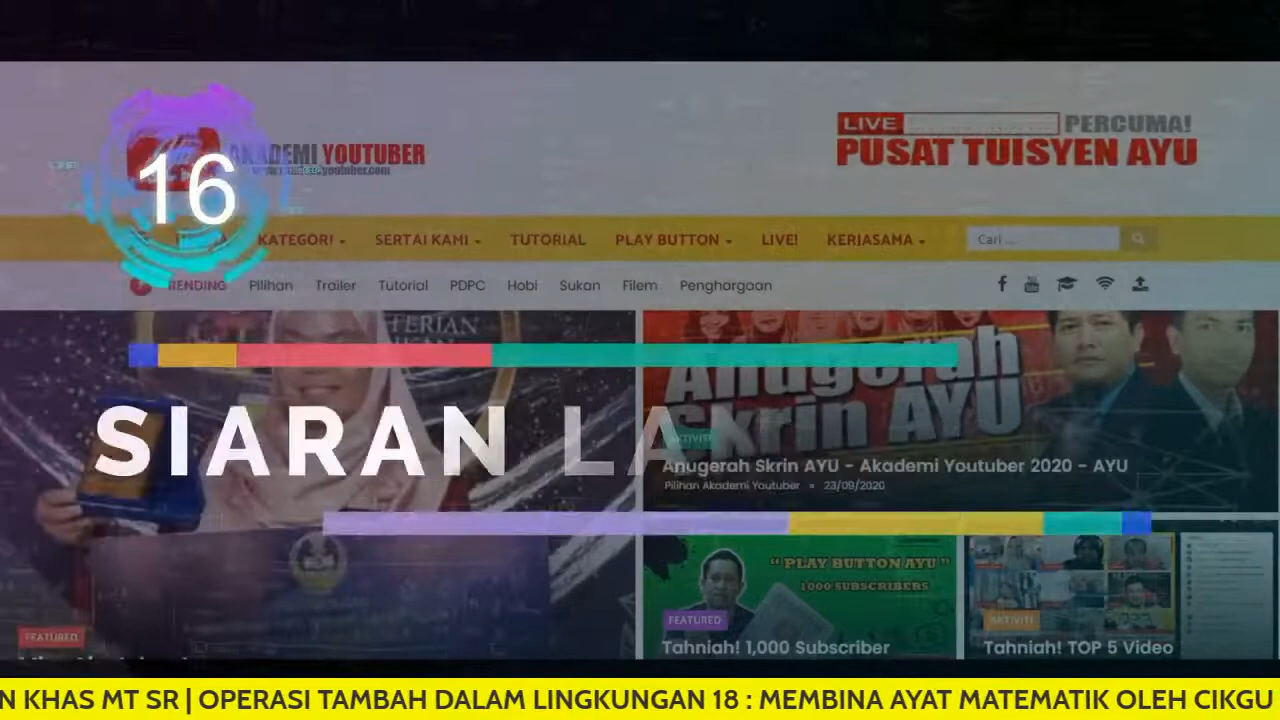 16
AKADEMI YOUTUBER
LIVE
PERCUMA!
PUSAT TUISYEN AYU
KATEGORI
SERTAI KAMI
TUTORIAL
PLAY BUTTON
LIVE!
KERJASAMA
Cari ...
TRENDING
Pilihan
Trailer
Tutorial
PDPC
Hobi
Sukan
Filem
Penghargaan
Anugerah
Skrin AYU
SIARAN LA
AKTIVITI
Anugerah Skrin AYU - Akademi Youtuber 2020 - AYU
Pilihan Akademi Youtuber
23/09/2020
"PLAY BUTTON AYU"
1000 SUBSCRIBERS
FEATURED
FEATURED
AKTIVITI
Tahniah! 1,000 Subscriber
Tahniah! TOP 5 Video
N KHAS MT SR | OPERASI TAMBAH DALAM LINGKUNGAN 18 : MEMBINA AYAT MATEMATIK OLEH CIKGU